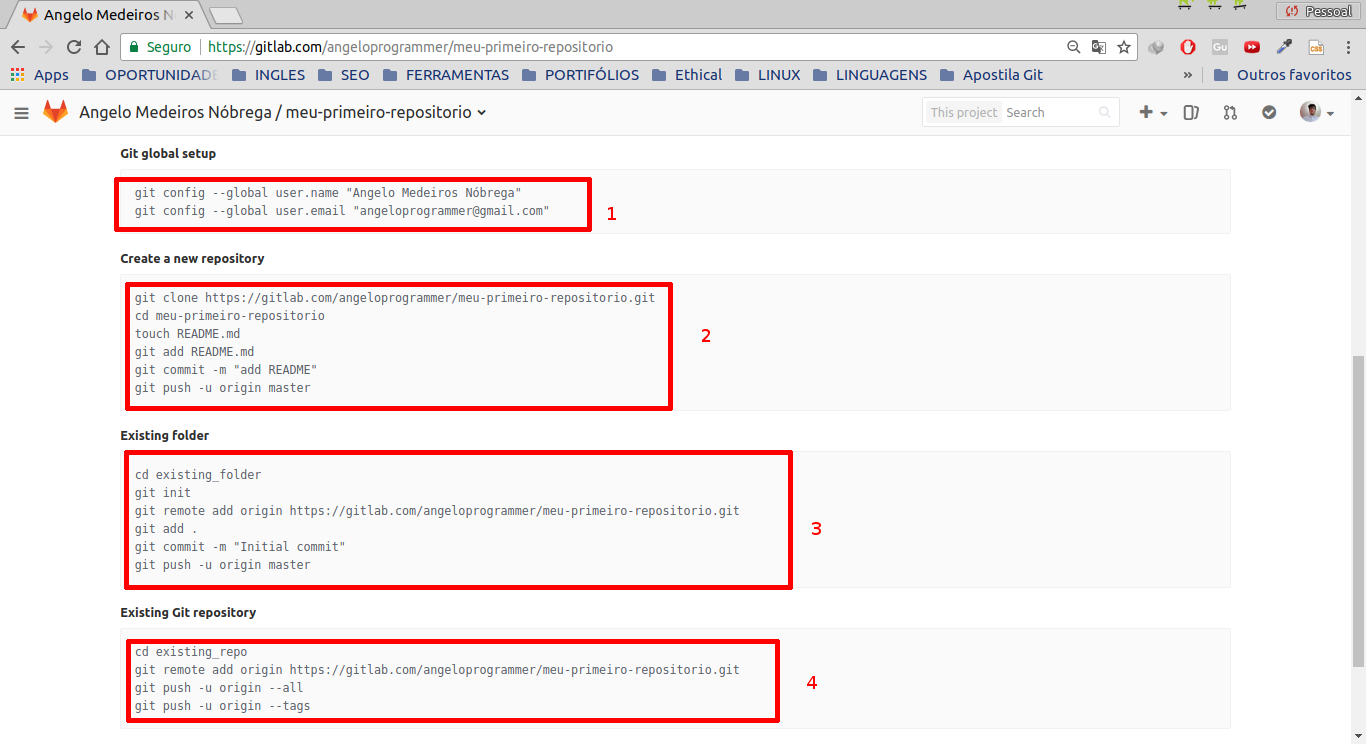 Angelo Medeiros N
Pessoal
Seguro
https://gitlab.com/angeloprogrammer/meu-primeiro-repositorio
Gu
CSS
Apps
OPORTUNIDADE
INGLES
SEO
FERRAMENTAS
PORTIFÓLIOS
Ethical
LINUX
LINGUAGENS
Apostila Git
»
Outros favoritos
Angelo Medeiros Nóbrega / meu-primeiro-repositorio
This project
Search
Git global setup
git config --global user.name "Angelo Medeiros Nóbrega"
git config --global user.email "angeloprogrammer@gmail.com"
1
Create a new repository
git clone https://gitlab.com/angeloprogrammer/meu-primeiro-repositorio.git
cd meu-primeiro-repositorio
touch README.md
git add README.md
git commit -m "add README"
git push -u origin master
2
Existing folder
cd existing_folder
git init
git remote add origin https://gitlab.com/angeloprogrammer/meu-primeiro-repositorio.git
git add .
git commit -m "Initial commit"
git push -u origin master
3
Existing Git repository
cd existing_repo
git remote add origin https://gitlab.com/angeloprogrammer/meu-primeiro-repositorio.git
git push -u origin --all
git push -u origin --tags
4